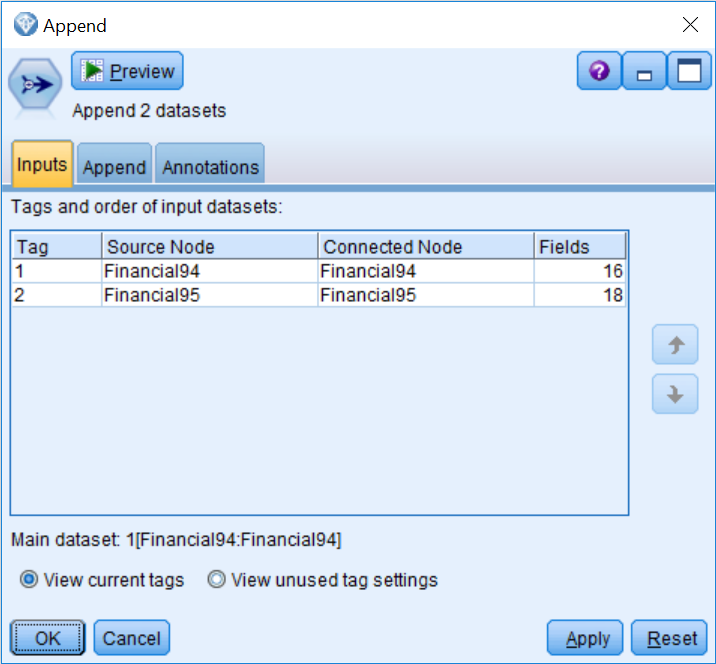 Append
Preview
Append 2 datasets
Inputs Append Annotations
Tags and order of input datasets:
Tag Source Node Connected Node Fields
1 Financial94 Financial94 16
2 Financial95 Financial95 18
Main dataset: 1[Financial94:Financial94]
View current tags View unused tag settings
OK Cancel Apply Reset